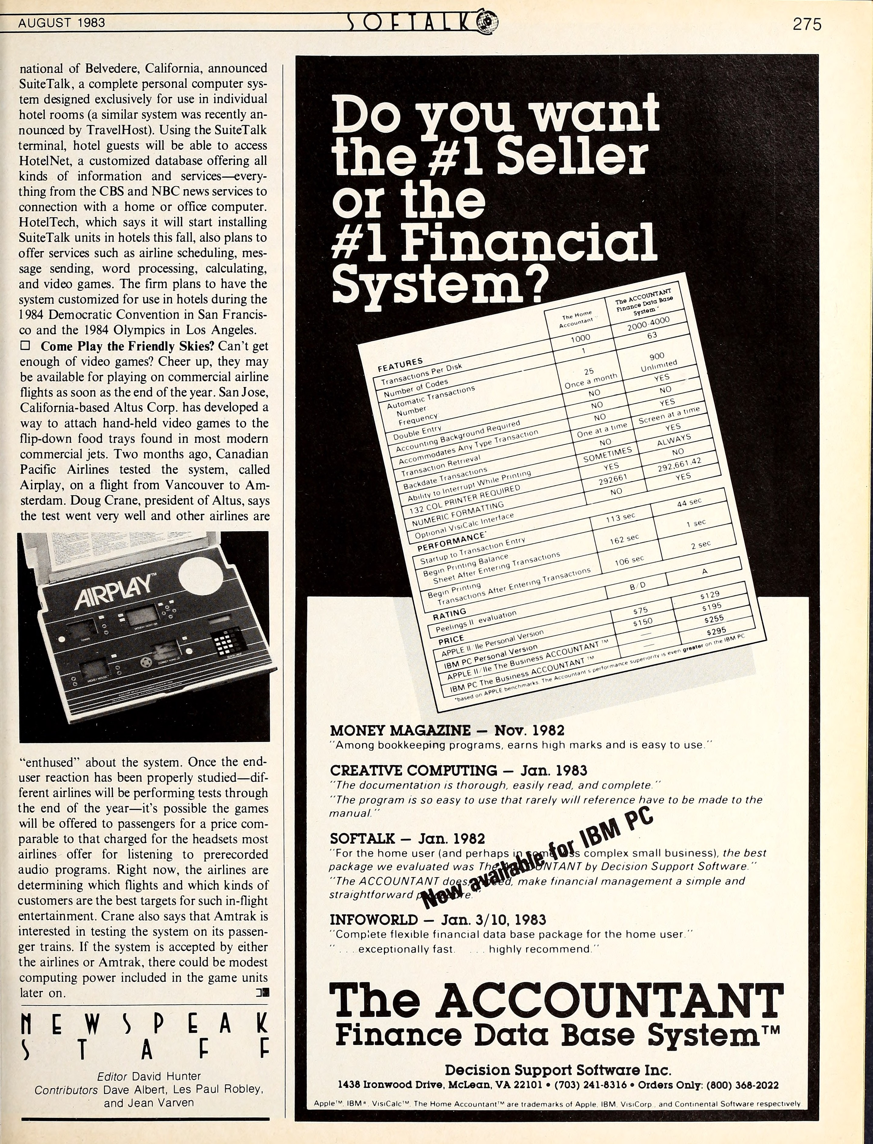 AUGUST 1983
SOFTALK
275
national of Belvedere, California, announced
SuiteTalk, a complete personal computer sys-
tem designed exclusively for use in individual
hotel rooms (a similar system was recently an-
nounced by TravelHost). Using the SuiteTalk
terminal, hotel guests will be able to access
HotelNet, a customized database offering all
kinds of information and services—every-
thing from the CBS and NBC news services to
connection with a home or office computer.
HotelTech, which says it will start installing
SuiteTalk units in hotels this fall, also plans to
offer services such as airline scheduling, mes-
sage sending, word processing, calculating,
and video games. The firm plans to have the
system customized for use in hotels during the
1984 Democratic Convention in San Francis-
co and the 1984 Olympics in Los Angeles.
☐ Come Play the Friendly Skies? Can't get
enough of video games? Cheer up, they may
be available for playing on commercial airline
flights as soon as the end of the year. San Jose,
California-based Altus Corp. has developed a
way to attach hand-held video games to the
flip-down food trays found in most modern
commercial jets. Two months ago, Canadian
Pacific Airlines tested the system, called
Airplay, on a flight from Vancouver to Am-
sterdam. Doug Crane, president of Altus, says
the test went very well and other airlines are
AIRPLAY™
"enthused" about the system. Once the end-
user reaction has been properly studied—dif-
ferent airlines will be performing tests through
the end of the year—it's possible the games
will be offered to passengers for a price com-
parable to that charged for the headsets most
airlines offer for listening to prerecorded
audio programs. Right now, the airlines are
determining which flights and which kinds of
customers are the best targets for such in-flight
entertainment. Crane also says that Amtrak is
interested in testing the system on its passen-
ger trains. If the system is accepted by either
the airlines or Amtrak, there could be modest
computing power included in the game units
later on.
NEWSPEAK
STAFF
Editor David Hunter
Contributors Dave Albert, Les Paul Robley,
and Jean Varven
Do you want
the #1 Seller
or the
#1 Financial
System?
The Home Accountant The ACCOUNTANT Finance Data Base System
FEATURES
Transactions Per Disk 1000 2000-4000
Number of Codes 1 63
Automatic Transactions
Number 25 900
Frequency Once a month Unlimited
Double Entry NO YES
Accounting Background Required NO NO
Accommodates Any Type Transaction NO YES
Transaction Retrieval One at a time Screen at a time
Backdate Transactions NO YES
Ability to Interrupt While Printing SOMETIMES ALWAYS
132 COL PRINTER REQUIRED YES NO
NUMERIC FORMATTING 292661 292,661.42
Optional VisiCalc Interface NO YES
PERFORMANCE*
Startup to Transaction Entry 113 sec 44 sec
Begin Printing Balance
Sheet After Entering Transactions 162 sec 1 sec
Begin Printing
Transactions After Entering Transactions 106 sec 2 sec
RATING
Peelings II evaluation B/D A
PRICE
APPLE II/IIe Personal Version $75 $129
IBM PC Personal Version $150 $195
APPLE II/IIe The Business ACCOUNTANT™ — $255
IBM PC The Business ACCOUNTANT™ — $295
*based on APPLE benchmarks. The Accountant's performance superiority is even greater on the IBM PC
MONEY MAGAZINE — Nov. 1982
"Among bookkeeping programs, earns high marks and is easy to use."
CREATIVE COMPUTING — Jan. 1983
"The documentation is thorough, easily read, and complete."
"The program is so easy to use that rarely will reference have to be made to the
manual."
SOFTALK — Jan. 1982
Now available for IBM PC
"For the home user (and perhaps in complex small business), the best
package we evaluated was The ACCOUNTANT by Decision Support Software."
"The ACCOUNTANT does make financial management a simple and
straightforward
INFOWORLD — Jan. 3/10, 1983
"Complete flexible financial data base package for the home user."
". . . exceptionally fast. . . . highly recommend."
The ACCOUNTANT
Finance Data Base System™
Decision Support Software Inc.
1438 Ironwood Drive, McLean, VA 22101 • (703) 241-8316 • Orders Only: (800) 368-2022
Apple™, IBM®, VisiCalc™, The Home Accountant™ are trademarks of Apple, IBM, VisiCorp., and Continental Software respectively